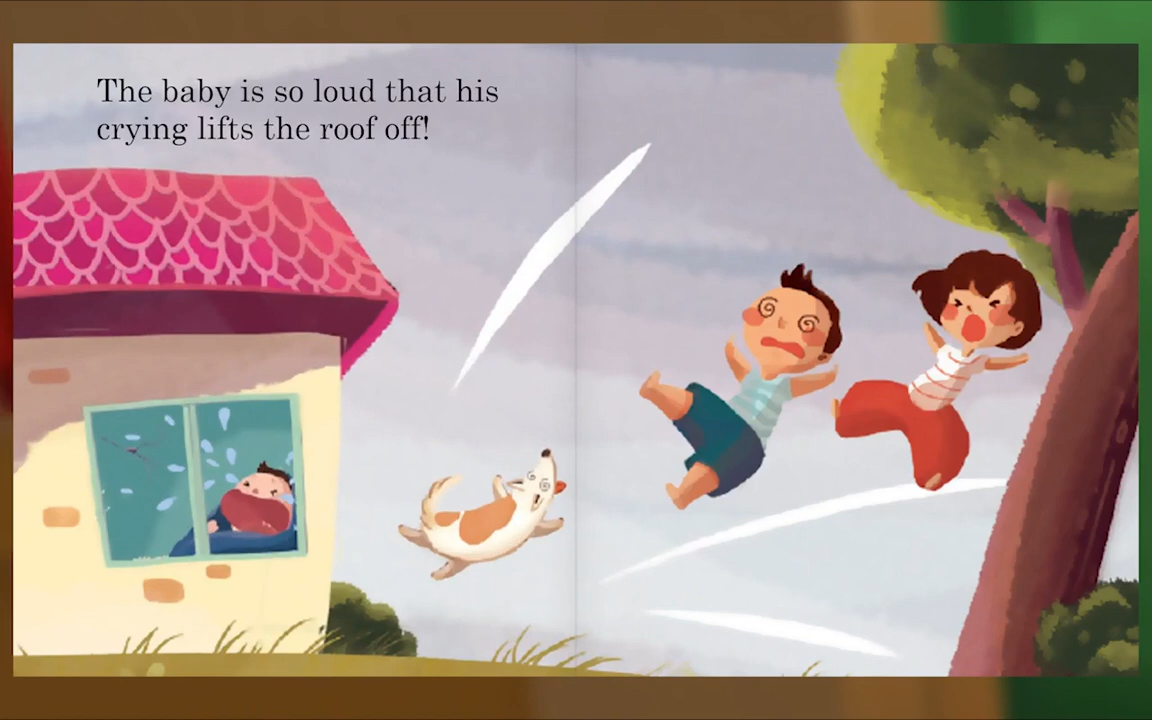 The baby is so loud that his
crying lifts the roof off!